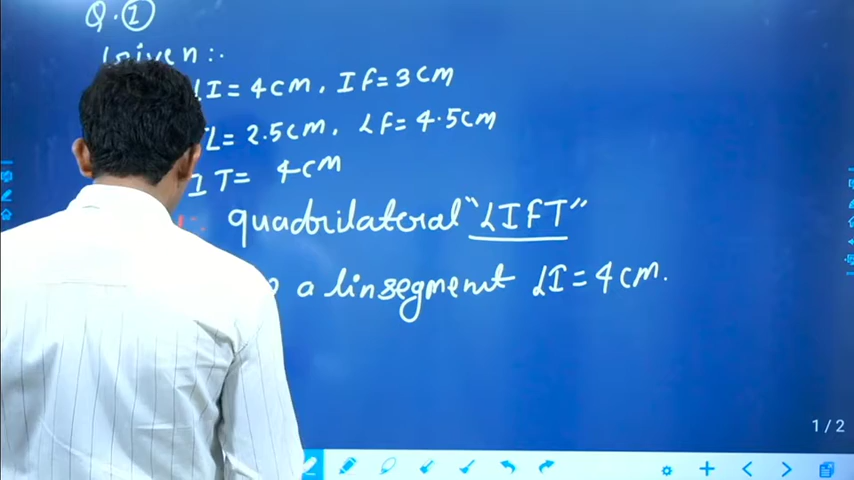 Q.①
Given:.
LI = 4cm, IF = 3cm
TL = 2.5cm, LF = 4.5cm
IT = 4cm
quadrilateral "LIFT"
a linsegment LI = 4cm.
1/2